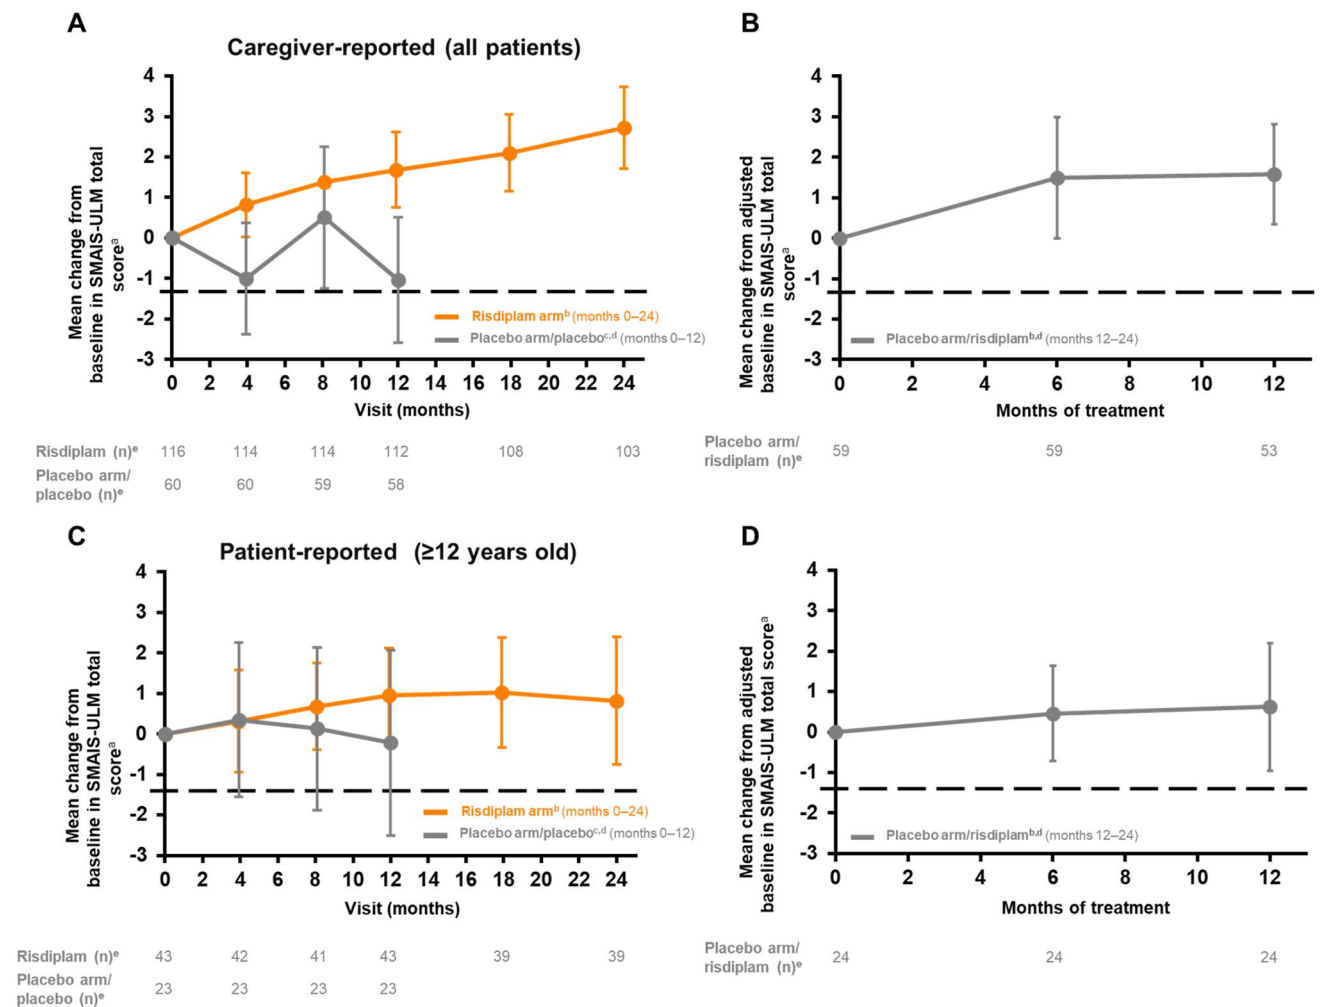 A
Caregiver-reported (all patients)
Mean change from
baseline in SMAIS-ULM total
scoreᵃ
4
3
2
1
0
-1
-2
-3
Risdiplam armᵇ (months 0–24)
Placebo arm/placeboᶜ,ᵈ (months 0–12)
0 2 4 6 8 10 12 14 16 18 20 22 24
Visit (months)
Risdiplam (n)ᵉ 116 114 114 112 108 103
Placebo arm/
placebo (n)ᵉ 60 60 59 58
B
Mean change from adjusted
baseline in SMAIS-ULM total
scoreᵃ
4
3
2
1
0
-1
-2
-3
Placebo arm/risdiplamᵇ,ᵈ (months 12–24)
0 2 4 6 8 10 12
Months of treatment
Placebo arm/
risdiplam (n)ᵉ 59 59 53
C
Patient-reported (≥12 years old)
Mean change from
baseline in SMAIS-ULM total
scoreᵃ
4
3
2
1
0
-1
-2
-3
Risdiplam armᵇ (months 0–24)
Placebo arm/placeboᶜ,ᵈ (months 0–12)
0 2 4 6 8 10 12 14 16 18 20 22 24
Visit (months)
Risdiplam (n)ᵉ 43 42 41 43 39 39
Placebo arm/
placebo (n)ᵉ 23 23 23 23
D
Mean change from adjusted
baseline in SMAIS-ULM total scoreᵃ
4
3
2
1
0
-1
-2
-3
Placebo arm/risdiplamᵇ,ᵈ (months 12–24)
0 2 4 6 8 10 12
Months of treatment
Placebo arm/
risdiplam (n)ᵉ 24 24 24